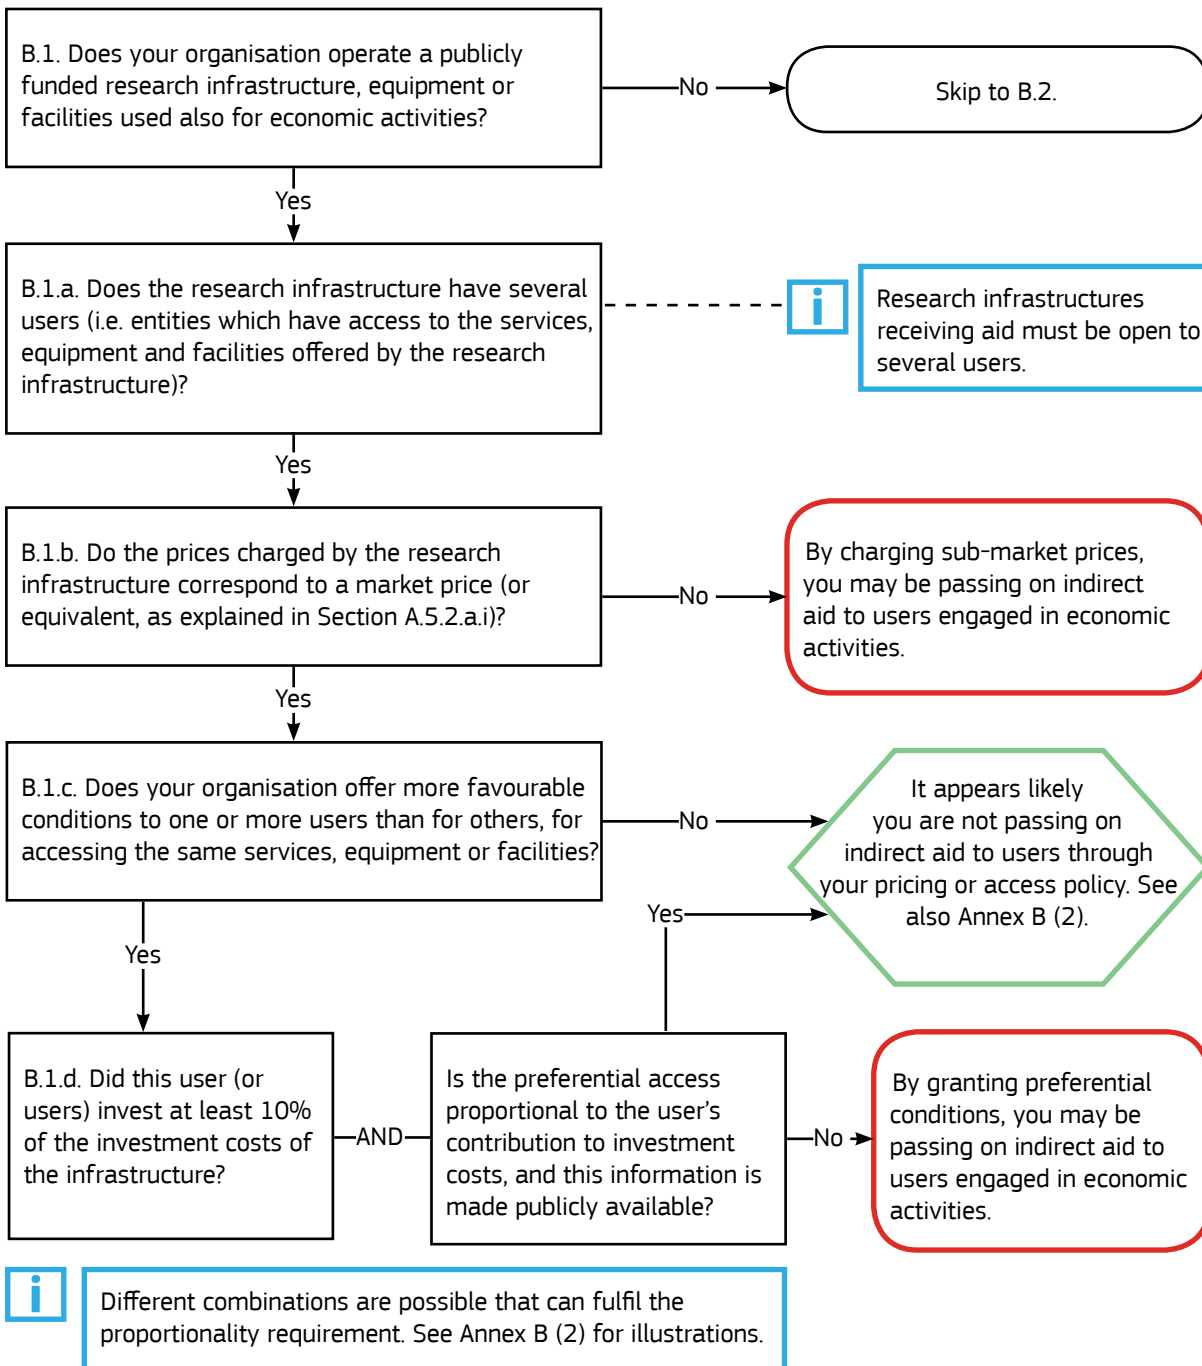 B.1. Does your organisation operate a publicly
funded research infrastructure, equipment or
facilities used also for economic activities?
No
Skip to B.2.
Yes
B.1.a. Does the research infrastructure have several
users (i.e. entities which have access to the services,
equipment and facilities offered by the research
infrastructure)?
i
Research infrastructures
receiving aid must be open to
several users.
Yes
B.1.b. Do the prices charged by the research
infrastructure correspond to a market price (or
equivalent, as explained in Section A.5.2.a.i)?
No
By charging sub-market prices,
you may be passing on indirect
aid to users engaged in economic
activities.
Yes
B.1.c. Does your organisation offer more favourable
conditions to one or more users than for others, for
accessing the same services, equipment or facilities?
No
It appears likely
you are not passing on
indirect aid to users through
your pricing or access policy. See
also Annex B (2).
Yes
Yes
B.1.d. Did this user (or
users) invest at least 10%
of the investment costs of
the infrastructure?
AND
Is the preferential access
proportional to the user's
contribution to investment
costs, and this information is
made publicly available?
No
By granting preferential
conditions, you may be
passing on indirect aid to
users engaged in economic
activities.
i
Different combinations are possible that can fulfil the
proportionality requirement. See Annex B (2) for illustrations.